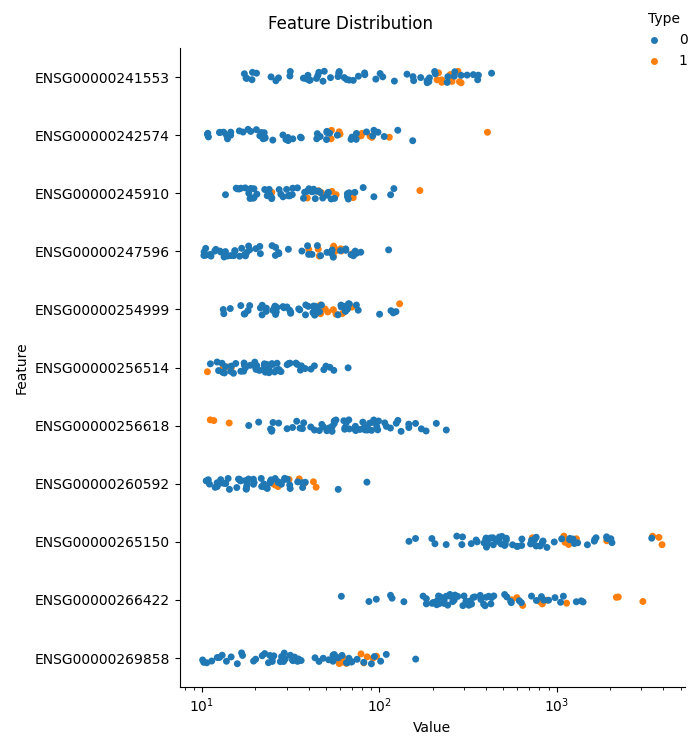 Feature Distribution
Type
0
1
ENSG00000241553
ENSG00000242574
ENSG00000245910
ENSG00000247596
ENSG00000254999
ENSG00000256514
ENSG00000256618
ENSG00000260592
ENSG00000265150
ENSG00000266422
ENSG00000269858
Feature
10¹ 10² 10³
Value